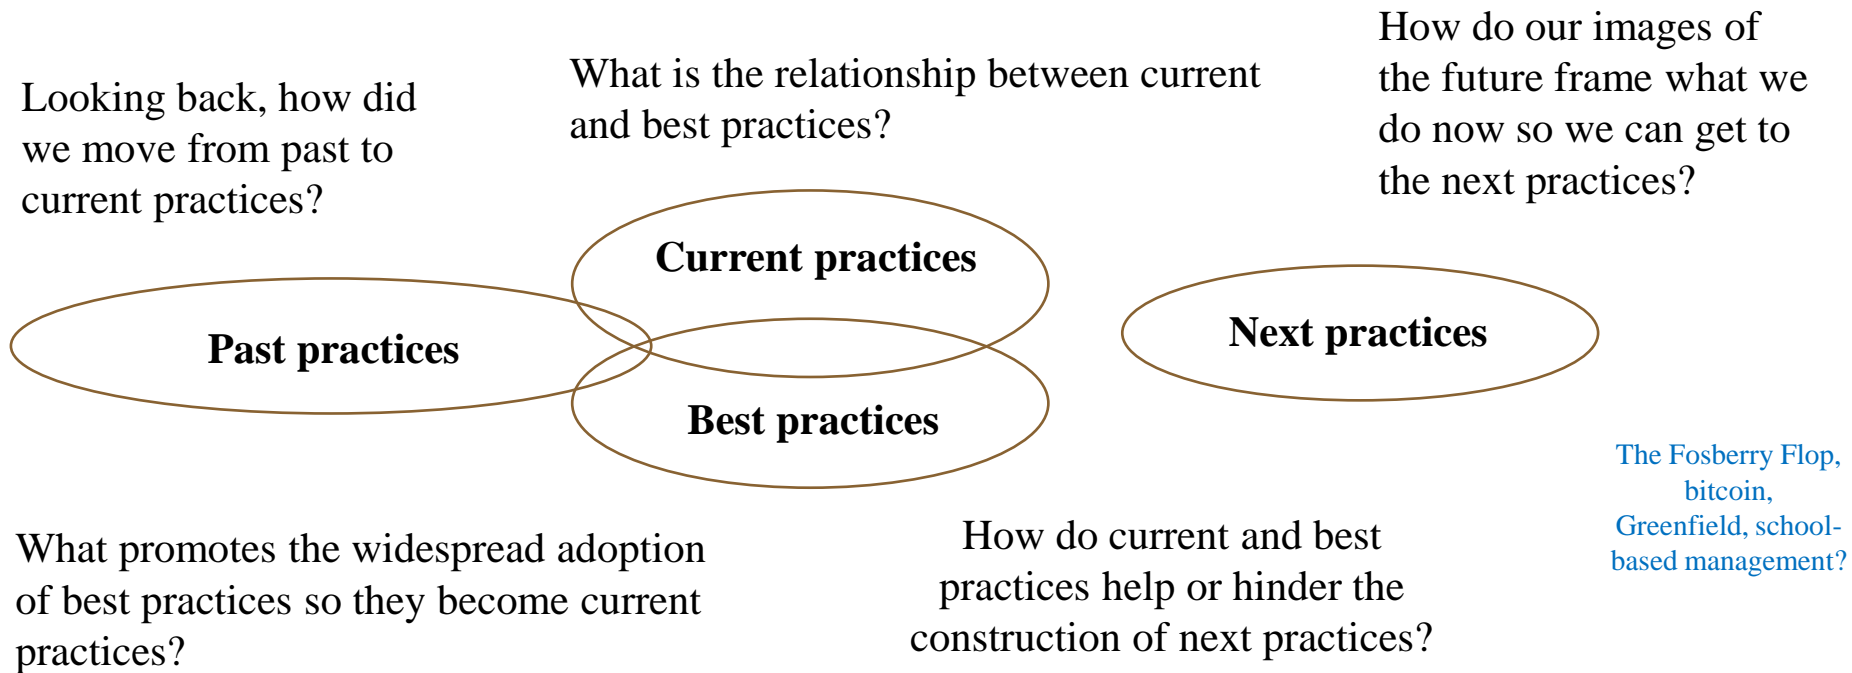 Looking back, how did
we move from past to
current practices?
What is the relationship between current
and best practices?
How do our images of
the future frame what we
do now so we can get to
the next practices?
Current practices
Past practices
Next practices
Best practices
The Fosberry Flop,
bitcoin,
Greenfield, school-
based management?
What promotes the widespread adoption
of best practices so they become current
practices?
How do current and best
practices help or hinder the
construction of next practices?